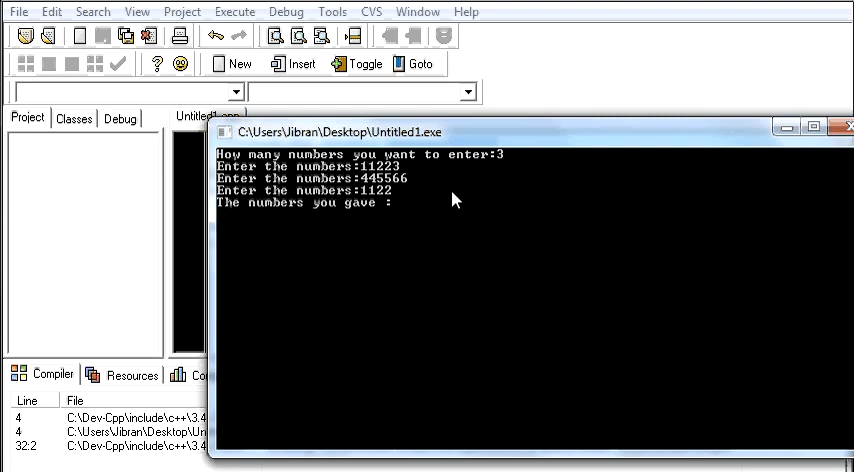 File Edit Search View Project Execute Debug Tools CVS Window Help
New Insert Toggle Goto
Project Classes Debug
C:\Users\Jibran\Desktop\Untitled1.exe
How many numbers you want to enter:3
Enter the numbers:11223
Enter the numbers:445566
Enter the numbers:1122
The numbers you gave :
Compiler Resources
Line File
4 C:\Dev-Cpp\include\c++\3.4
4 C:\Users\Jibran\Desktop\Un
32:2 C:\Dev-Cpp\include\c++\3.4